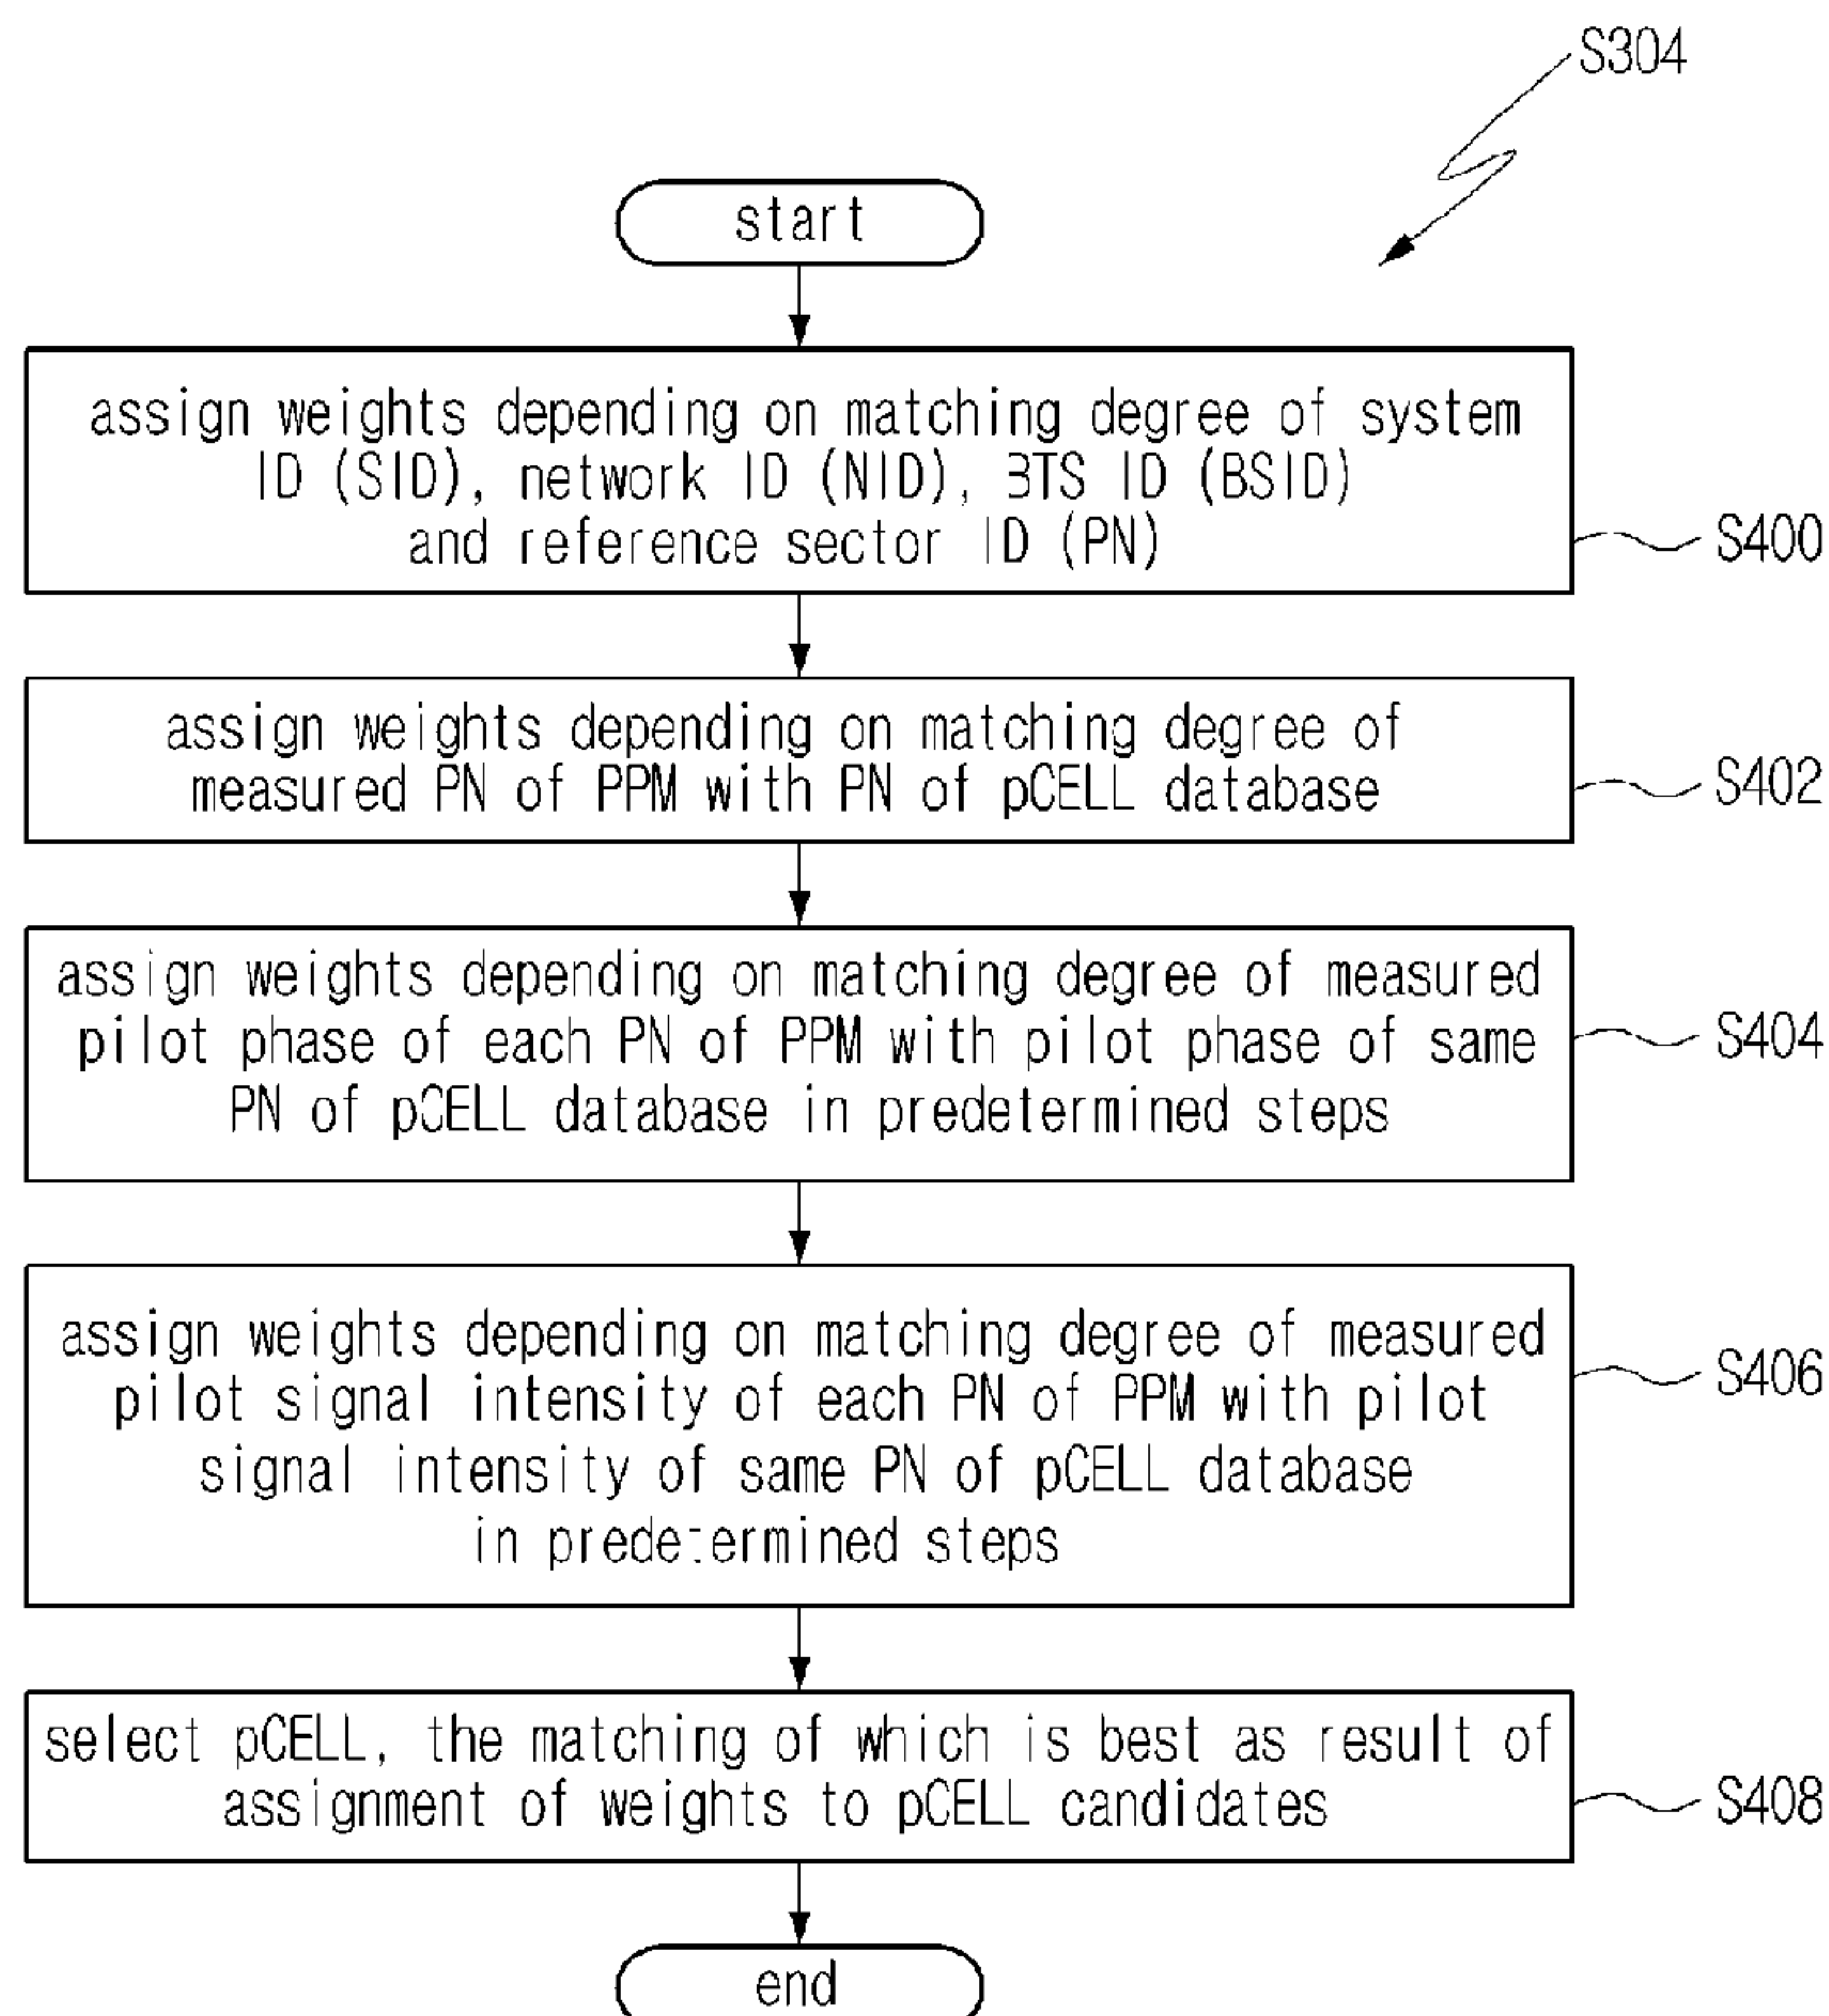 S304
start
assign weights depending on matching degree of system
ID (SID), network ID (NID), BTS ID (BSID)
and reference sector ID (PN)
S400
assign weights depending on matching degree of
measured PN of PPM with PN of pCELL database
S402
assign weights depending on matching degree of measured
pilot phase of each PN of PPM with pilot phase of same
PN of pCELL database in predetermined steps
S404
assign weights depending on matching degree of measured
pilot signal intensity of each PN of PPM with pilot
signal intensity of same PN of pCELL database
in predetermined steps
S406
select pCELL, the matching of which is best as result of
assignment of weights to pCELL candidates
S408
end